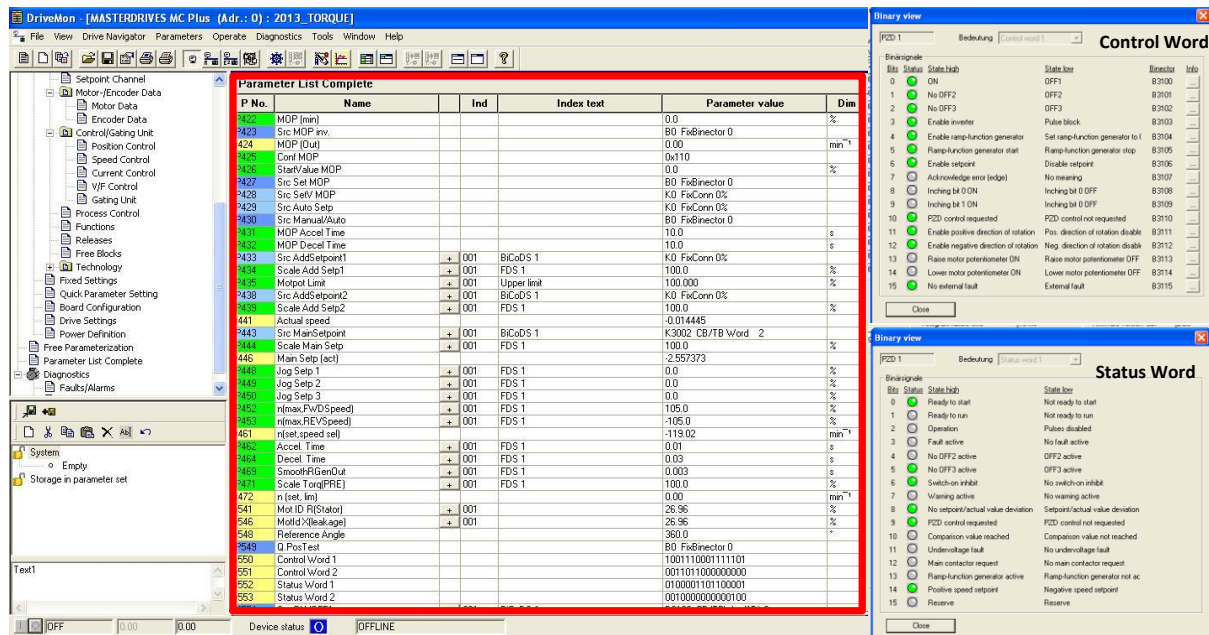 DriveMon - [MASTERDRIVES MC Plus (Adr.: 0) : 2013_TORQUE]
File View Drive Navigator Parameters Operate Diagnostics Tools Window Help
Setpoint Channel
Motor-/Encoder Data
Motor Data
Encoder Data
Control/Gating Unit
Position Control
Speed Control
Current Control
V/F Control
Gating Unit
Process Control
Functions
Releases
Free Blocks
Technology
Fixed Settings
Quick Parameter Setting
Board Configuration
Drive Settings
Power Definition
Free Parameterization
Parameter List Complete
Diagnostics
Faults/Alarms
System
Empty
Storage in parameter set
Text1
Parameter List Complete
P No. Name Ind Index text Parameter value Dim
P422 MOP (min) 0.0 %
P423 Src MOP inv. B0 FixBinector 0
424 MOP (Out) 0.00 min⁻¹
P425 Conf MOP 0x110
P426 StartValue MOP 0.0 %
P427 Src Set MOP B0 FixBinector 0
P428 Src SetV MOP K0 FixConn 0%
P429 Src Auto Setp K0 FixConn 0%
P430 Src Manual/Auto B0 FixBinector 0
P431 MOP Accel Time 10.0 s
P432 MOP Decel Time 10.0 s
P433 Src AddSetpoint1 + 001 BiCoDS 1 K0 FixConn 0%
P434 Scale Add Setp1 + 001 FDS 1 100.0 %
P435 Motpot Limit + 001 Upper limit 100.000 %
P438 Src AddSetpoint2 + 001 BiCoDS 1 K0 FixConn 0%
P439 Scale Add Setp2 + 001 FDS 1 100.0 %
441 Actual speed -0.014445
P443 Src MainSetpoint + 001 BiCoDS 1 K3002 CB/TB Word 2
P444 Scale Main Setp + 001 FDS 1 100.0 %
446 Main Setp (act) -2.557373
P448 Jog Setp 1 + 001 FDS 1 0.0 %
P449 Jog Setp 2 + 001 FDS 1 0.0 %
P450 Jog Setp 3 + 001 FDS 1 0.0 %
P452 n(max,FWDSpeed) + 001 FDS 1 105.0 %
P453 n(max,REVSpeed) + 001 FDS 1 -105.0 %
461 n(set,speed sel) -119.02 min⁻¹
P462 Accel. Time + 001 FDS 1 0.01 s
P464 Decel. Time + 001 FDS 1 0.03 s
P469 SmoothRGenOut + 001 FDS 1 0.003 s
P471 Scale Torq(PRE) + 001 FDS 1 100.0 %
472 n (set, lim) 0.00 min⁻¹
541 Mot ID R(Stator) + 001 26.96 %
546 MotId X(leakage) + 001 26.96 %
548 Reference Angle 360.0 °
P549 Q.PosTest B0 FixBinector 0
550 Control Word 1 1001110001111101
551 Control Word 2 0011011000000000
552 Status Word 1 0100001101100001
553 Status Word 2 0010000000000100
OFF 0.00 0.00 Device status OFFLINE
Binary view
PZD 1 Bedeutung Control word 1 Control Word
Binärsignale
Bits Status State high State low Binector Info
0 ON OFF1 B3100 ...
1 No OFF2 OFF2 B3101 ...
2 No OFF3 OFF3 B3102 ...
3 Enable inverter Pulse block B3103 ...
4 Enable ramp-function generator Set ramp-function generator to ( B3104 ...
5 Ramp-function generator start Ramp-function generator stop B3105 ...
6 Enable setpoint Disable setpoint B3106 ...
7 Acknowledge error (edge) No meaning B3107 ...
8 Inching bit 0 ON Inching bit 0 OFF B3108 ...
9 Inching bit 1 ON Inching bit 0 OFF B3109 ...
10 PZD control requested PZD control not requested B3110 ...
11 Enable positive direction of rotation Pos. direction of rotation disable B3111 ...
12 Enable negative direction of rotation Neg. direction of rotation disabl B3112 ...
13 Raise motor potentiometer ON Raise motor potentiometer OFF B3113 ...
14 Lower motor potentiometer ON Lower motor potentiometer OFF B3114 ...
15 No external fault External fault B3115 ...
Close
Binary view
PZD 1 Bedeutung Status word 1
Status Word
Binärsignale
Bits Status State high State low
0 Ready to start Not ready to start
1 Ready to run Not ready to run
2 Operation Pulses disabled
3 Fault active No fault active
4 No OFF2 active OFF2 active
5 No OFF3 active OFF3 active
6 Switch-on inhibit No switch-on inhibit
7 Warning active No warning active
8 No setpoint/actual value deviation Setpoint/actual value deviation
9 PZD control requested PZD control not requested
10 Comparison value reached Comparison value not reached
11 Undervoltage fault No undervoltage fault
12 Main contactor request No main contactor request
13 Ramp-function generator active Ramp-function generator not ac
14 Positive speed setpoint Negative speed setpoint
15 Reserve Reserve
Close